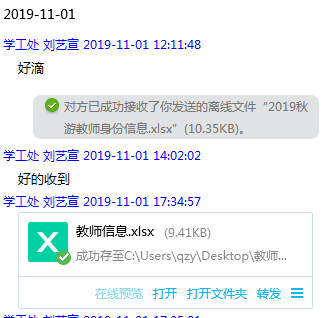 2019-11-01
学工处 刘艺宣 2019-11-01 12:11:48
好滴
对方已成功接收了你发送的离线文件“2019秋
游教师身份信息.xlsx”(10.35KB)。
学工处 刘艺宣 2019-11-01 14:02:02
好的收到
学工处 刘艺宣 2019-11-01 17:34:57
教师信息.xlsx (9.41KB)
成功存至C:\Users\qzy\Desktop\教师...
在线预览 打开 打开文件夹 转发